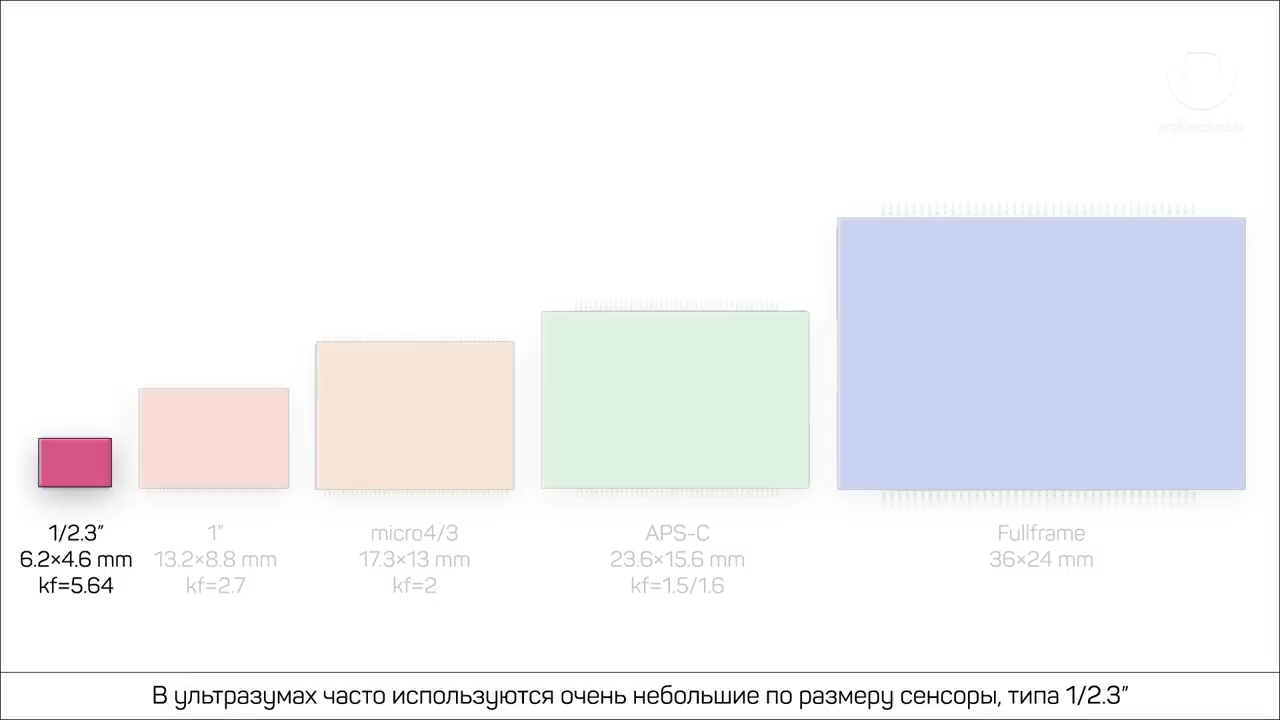 1/2.3"
6.2×4.6 mm
kf=5.64
1"
13.2×8.8 mm
kf=2.7
micro4/3
17.3×13 mm
kf=2
APS-C
23.6×15.6 mm
kf=1.5/1.6
Fullframe
36×24 mm
В ультразумах часто используются очень небольшие по размеру сенсоры, типа 1/2.3"